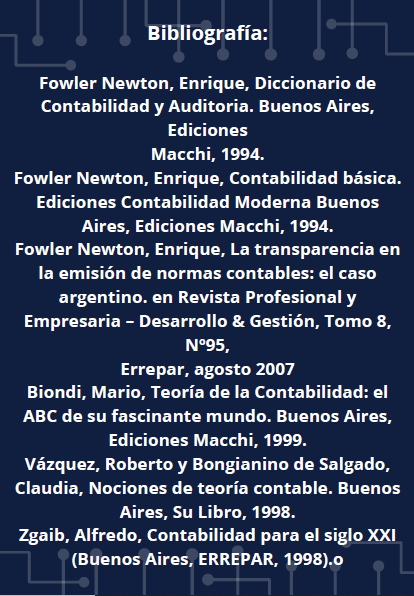 Bibliografía:
Fowler Newton, Enrique, Diccionario de
Contabilidad y Auditoria. Buenos Aires,
Ediciones
Macchi, 1994.
Fowler Newton, Enrique, Contabilidad básica.
Ediciones Contabilidad Moderna Buenos
Aires, Ediciones Macchi, 1994.
Fowler Newton, Enrique, La transparencia en
la emisión de normas contables: el caso
argentino. en Revista Profesional y
Empresaria – Desarrollo & Gestión, Tomo 8,
Nº95,
Errepar, agosto 2007
Biondi, Mario, Teoría de la Contabilidad: el
ABC de su fascinante mundo. Buenos Aires,
Ediciones Macchi, 1999.
Vázquez, Roberto y Bongianino de Salgado,
Claudia, Nociones de teoría contable. Buenos
Aires, Su Libro, 1998.
Zgaib, Alfredo, Contabilidad para el siglo XXI
(Buenos Aires, ERREPAR, 1998).o